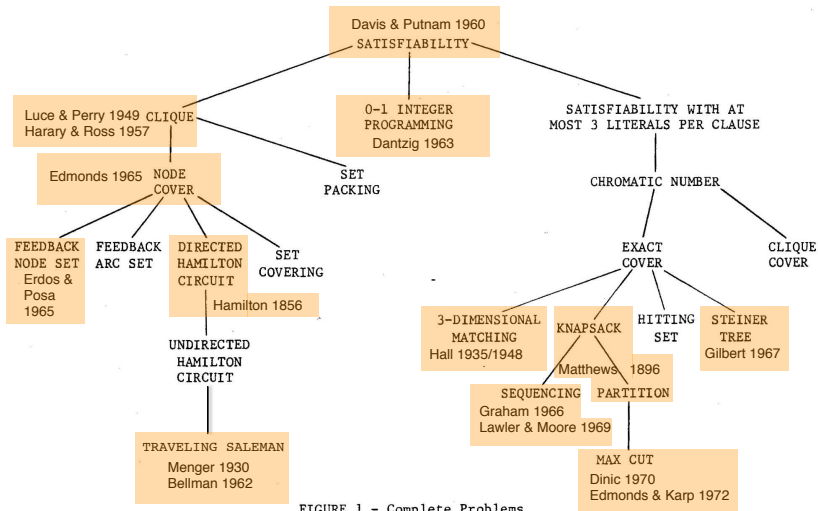 Davis & Putnam 1960
SATISFIABILITY
Luce & Perry 1949 CLIQUE
Harary & Ross 1957
0-1 INTEGER
PROGRAMMING
Dantzig 1963
SATISFIABILITY WITH AT
MOST 3 LITERALS PER CLAUSE
Edmonds 1965 NODE
COVER
SET
PACKING
CHROMATIC NUMBER
FEEDBACK
NODE SET
Erdos &
Posa
1965
FEEDBACK
ARC SET
DIRECTED
HAMILTON
CIRCUIT
Hamilton 1856
SET
COVERING
EXACT
COVER
CLIQUE
COVER
3-DIMENSIONAL
MATCHING
Hall 1935/1948
KNAPSACK
Matthews 1896
HITTING
SET
STEINER
TREE
Gilbert 1967
UNDIRECTED
HAMILTON
CIRCUIT
SEQUENCING
Graham 1966
Lawler & Moore 1969
PARTITION
TRAVELING SALEMAN
Menger 1930
Bellman 1962
MAX CUT
Dinic 1970
Edmonds & Karp 1972
FIGURE 1 - Complete Problems